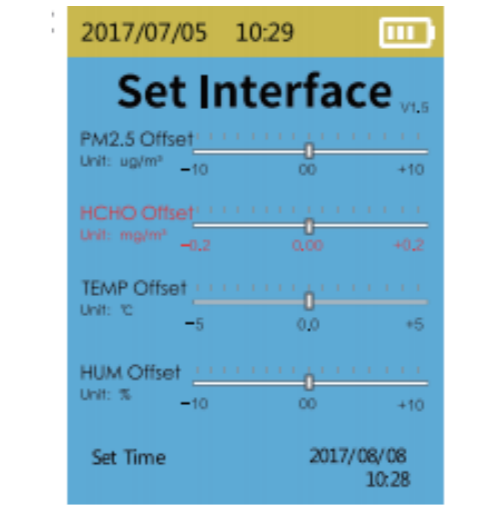 2017/07/05 10:29
Set Interface V1.5
PM2.5 Offset
Unit: ug/m³
-10 00 +10
HCHO Offset
Unit: mg/m³
-0.2 0.00 +0.2
TEMP Offset
Unit: ℃
-5 0.0 +5
HUM Offset
Unit: %
-10 00 +10
Set Time 2017/08/08
10:28